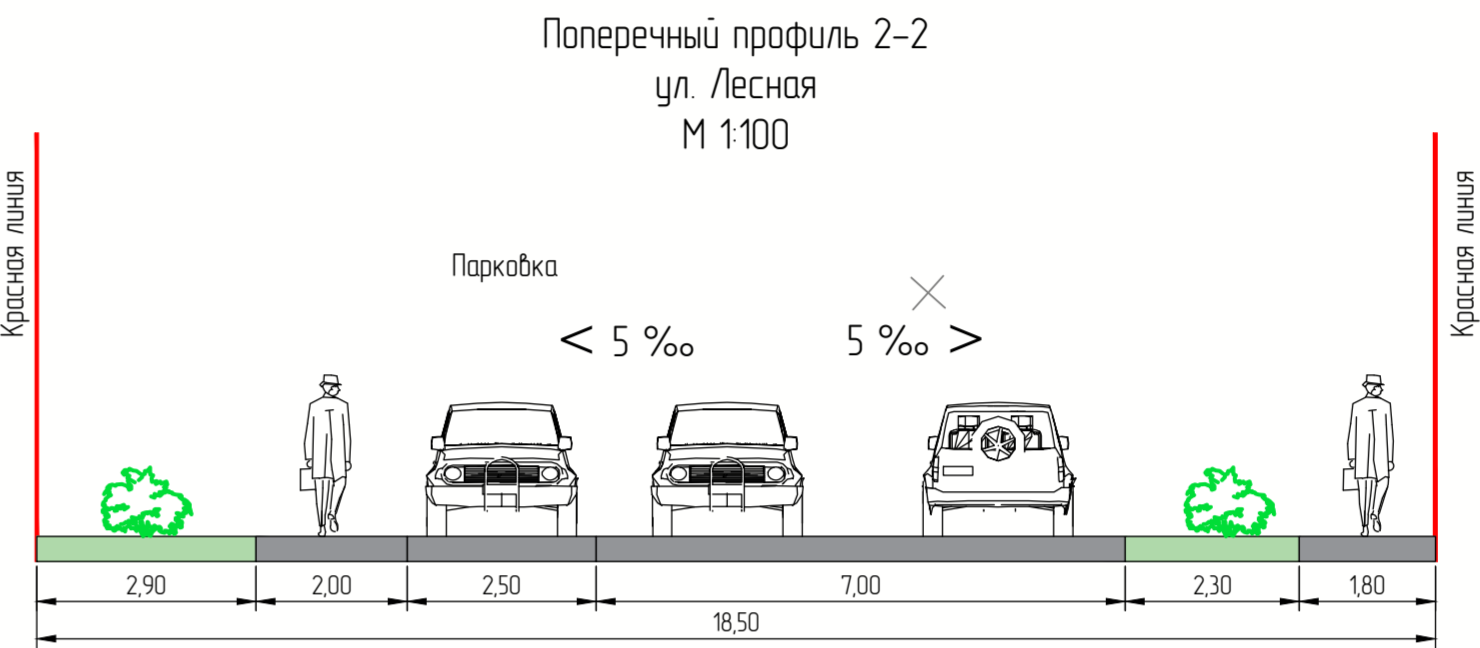 Поперечный профиль 2-2
ул. Лесная
М 1:100
Красная линия
Красная линия
Парковка
< 5 ‰
5 ‰ >
2,90
2,00
2,50
7,00
2,30
1,80
18,50